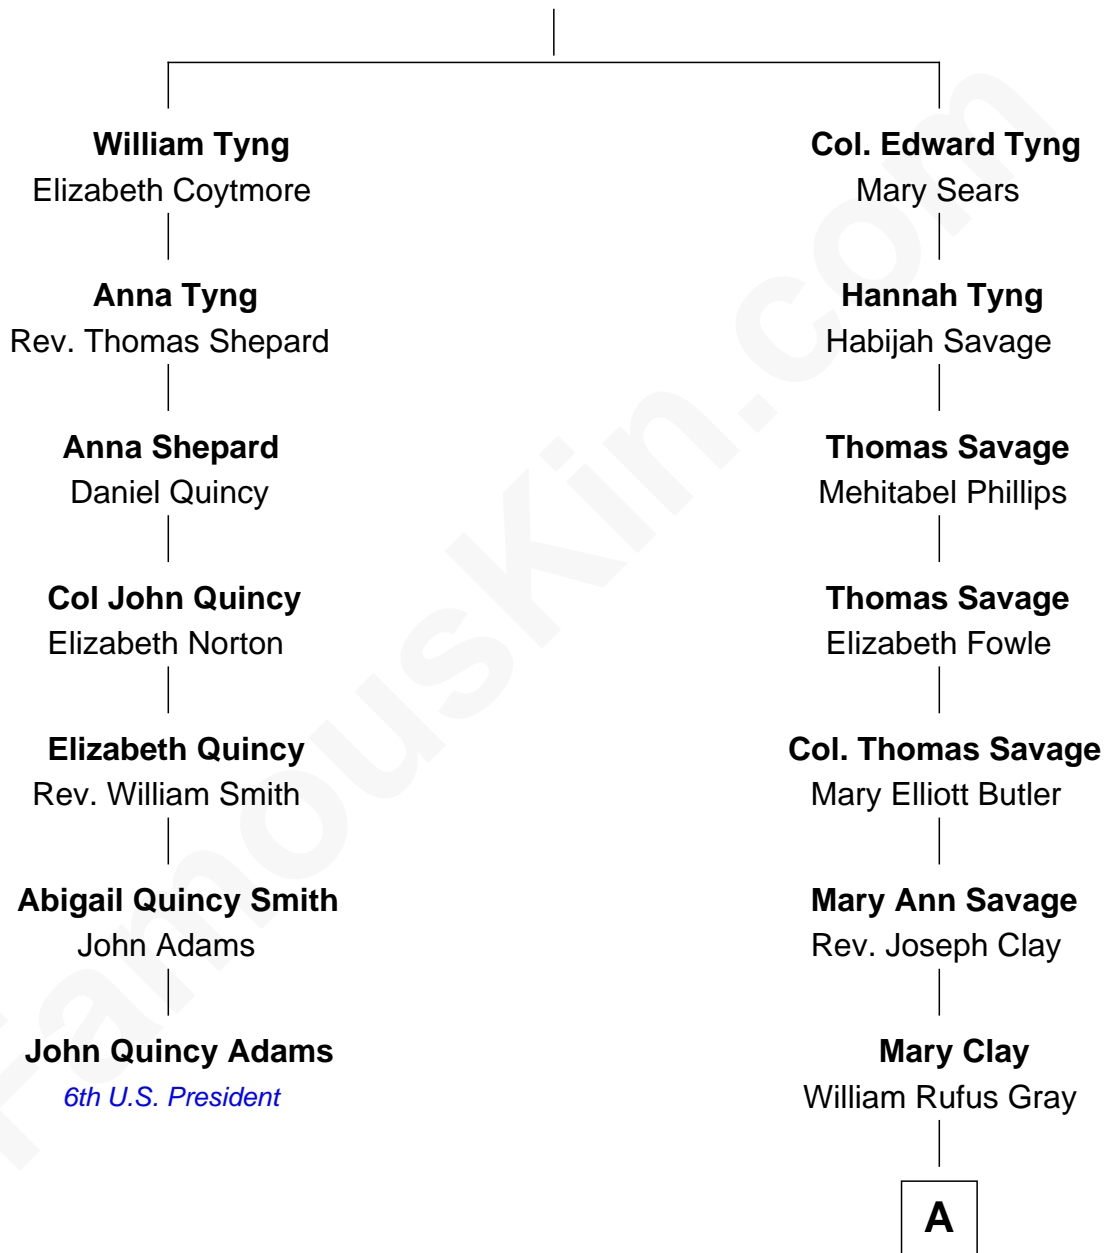 William Tyng
Elizabeth Coytmore
Anna Tyng
Rev. Thomas Shepard
Anna Shepard
Daniel Quincy
Col John Quincy
Elizabeth Norton
Elizabeth Quincy
Rev. William Smith
Abigail Quincy Smith
John Adams
John Quincy Adams
6th U.S. President
Col. Edward Tyng
Mary Sears
Hannah Tyng
Habijah Savage
Thomas Savage
Mehitabel Phillips
Thomas Savage
Elizabeth Fowle
Col. Thomas Savage
Mary Elliott Butler
Mary Ann Savage
Rev. Joseph Clay
Mary Clay
William Rufus Gray
A
FamousKin.com